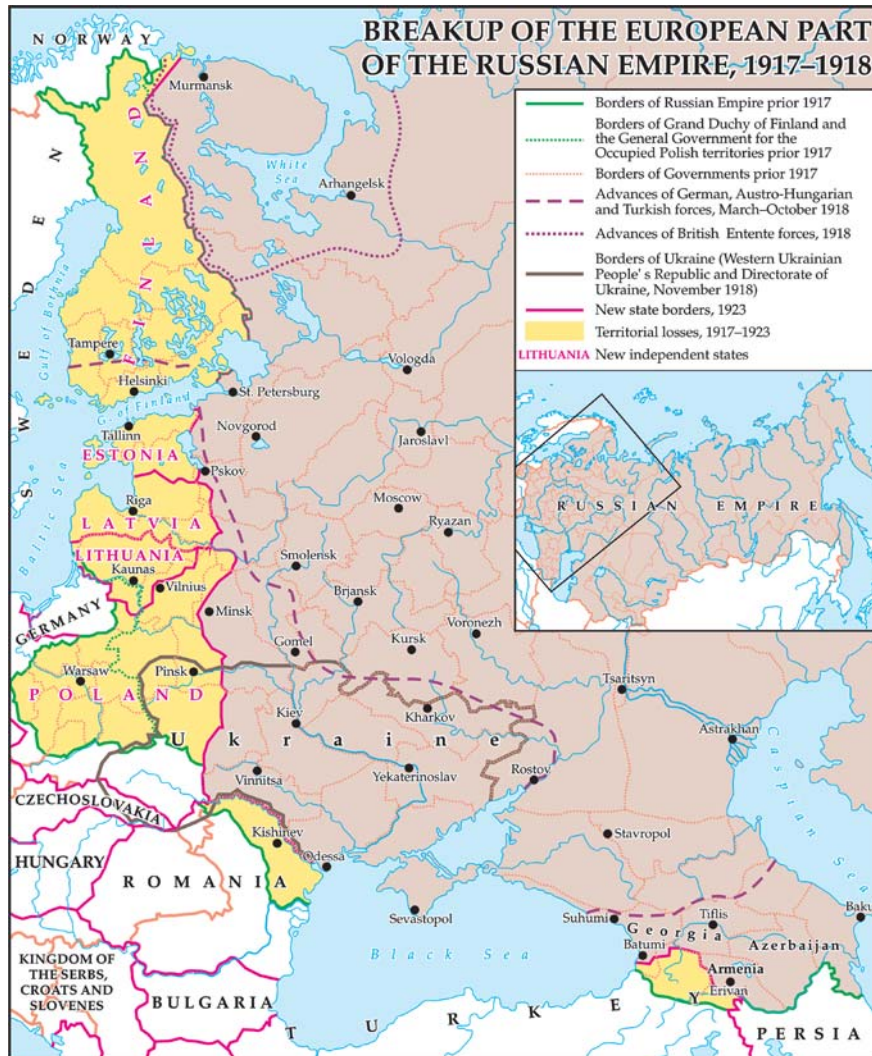 BREAKUP OF THE EUROPEAN PART
OF THE RUSSIAN EMPIRE, 1917–1918
Borders of Russian Empire prior 1917
Borders of Grand Duchy of Finland and
the General Government for the
Occupied Polish territories prior 1917
Borders of Governments prior 1917
Advances of German, Austro-Hungarian
and Turkish forces, March–October 1918
Advances of British Entente forces, 1918
Borders of Ukraine (Western Ukrainian
People's Republic and Directorate of
Ukraine, November 1918)
New state borders, 1923
Territorial losses, 1917–1923
LITHUANIA New independent states
RUSSIAN EMPIRE
NORWAY
Murmansk
SWEDEN
FINLAND
White
Sea
Arhangelsk
Gulf of Bothnia
Tampere
Helsinki
G. of Finland
St. Petersburg
Vologda
Tallinn
Novgorod
Jaroslavl
ESTONIA
Baltic Sea
Pskov
Riga
Moscow
LATVIA
Ryazan
LITHUANIA
Kaunas
Smolensk
Vilnius
Brjansk
GERMANY
Minsk
Voronezh
Gomel
Kursk
Warsaw
Pinsk
Tsaritsyn
POLAND
Kharkov
Kiev
Astrakhan
Ukraine
Caspian Sea
Vinnitsa
Yekaterinoslav
Rostov
CZECHOSLOVAKIA
Stavropol
Kishinev
HUNGARY
Odessa
ROMANIA
Sevastopol
Suhumi
Tiflis
Baku
Georgia
Azerbaijan
Black Sea
Batumi
KINGDOM OF
THE SERBS,
CROATS AND
SLOVENES
Armenia
Erivan
BULGARIA
TURKEY
PERSIA